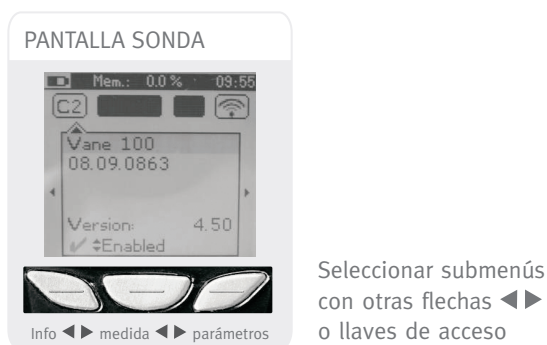 PANTALLA SONDA
Mem.: 0.0 % 09:55
C2
Vane 100
08.09.0863
Version: 4.50
Enabled
Info ◀ ▶ medida ◀ ▶ parámetros
Seleccionar submenús
con otras flechas ◀ ▶
o llaves de acceso